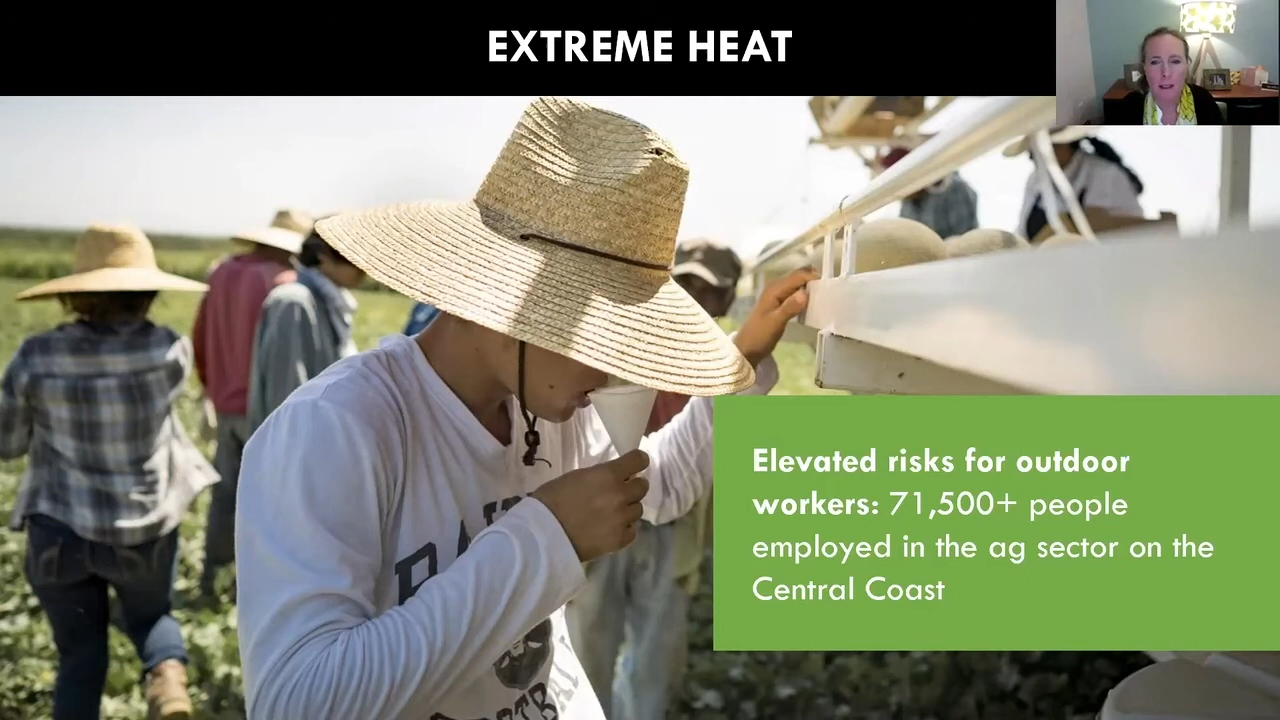 EXTREME HEAT
Elevated risks for outdoor
workers: 71,500+ people
employed in the ag sector on the
Central Coast